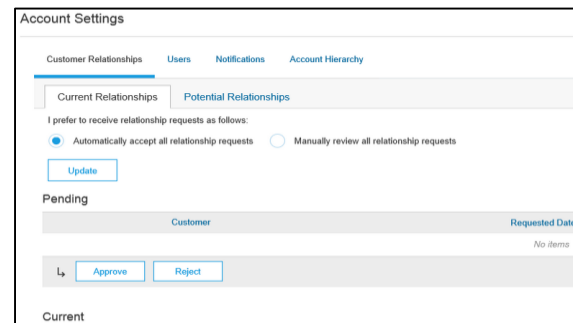 Account Settings
Customer Relationships Users Notifications Account Hierarchy
Current Relationships Potential Relationships
I prefer to receive relationship requests as follows:
Automatically accept all relationship requests Manually review all relationship requests
Update
Pending
Customer Requested Date
No items
Approve Reject
Current